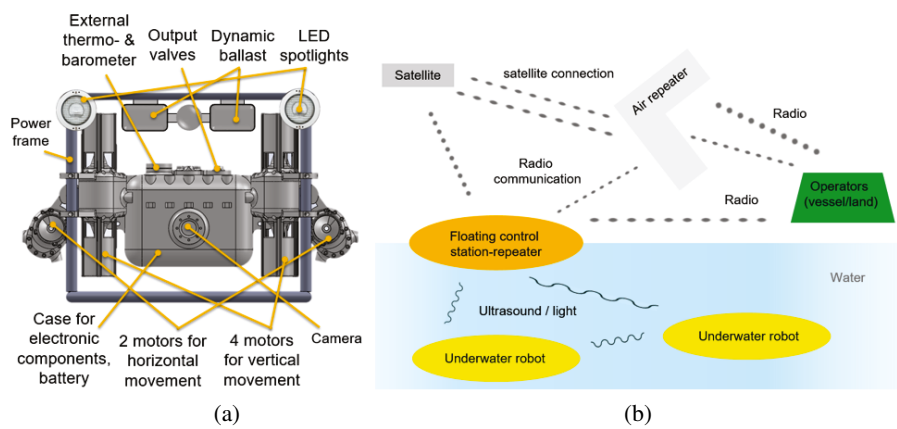 External
thermo- &
barometer
Output
valves
Dynamic
ballast
LED
spotlights
Power
frame
Case for
electronic
components,
battery
2 motors for
horizontal
movement
4 motors
for vertical
movement
Camera
(a)
Satellite
satellite connection
Air repeater
Radio
Radio
communication
Radio
Operators
(vessel/land)
Floating control
station-repeater
Water
Ultrasound / light
Underwater robot
Underwater robot
(b)